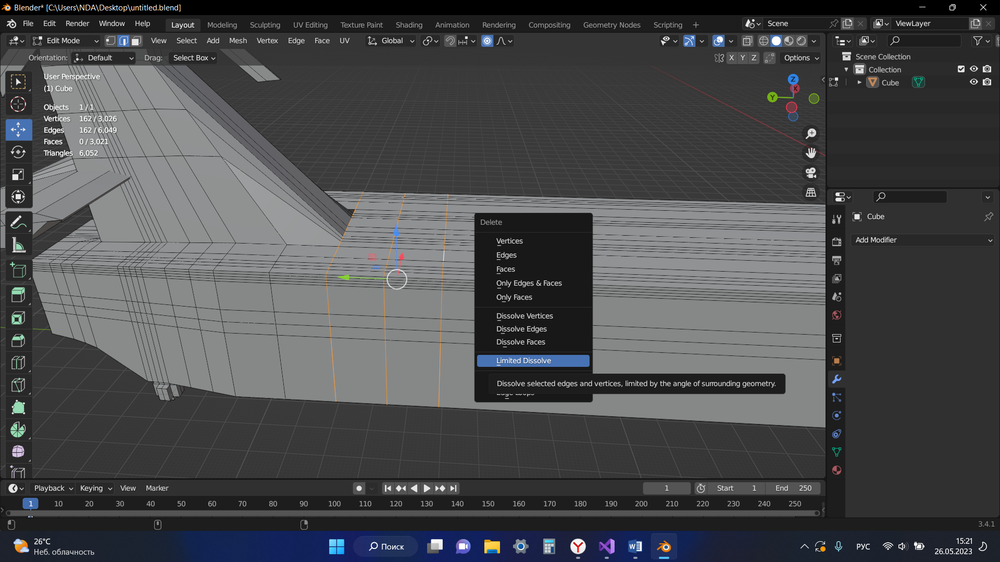 Blender* [C:\Users\NDA\Desktop\untitled.blend]
File Edit Render Window Help Layout Modeling Sculpting UV Editing Texture Paint Shading Animation Rendering Compositing Geometry Nodes Scripting + Scene ViewLayer
Edit Mode View Select Add Mesh Vertex Edge Face UV Global
Orientation: Default Drag: Select Box X Y Z Options
Scene Collection
Collection
Cube
User Perspective
(1) Cube
Objects 1 / 1
Vertices 162 / 3,026
Edges 162 / 6,049
Faces 0 / 3,021
Triangles 6,052
Z
X
Y
Cube
Add Modifier
Delete
Vertices
Edges
Faces
Only Edges & Faces
Only Faces
Dissolve Vertices
Dissolve Edges
Dissolve Faces
Limited Dissolve
Dissolve selected edges and vertices, limited by the angle of surrounding geometry.
Edge Loops
Playback Keying View Marker 1 Start 1 End 250
1 10 20 30 40 50 60 70 80 90 100 110 120 130 140 150 160 170 180 190 200 210 220 230 240 250
3.4.1
26°C
Неб. облачность
Поиск
РУС
15:21
26.05.2023